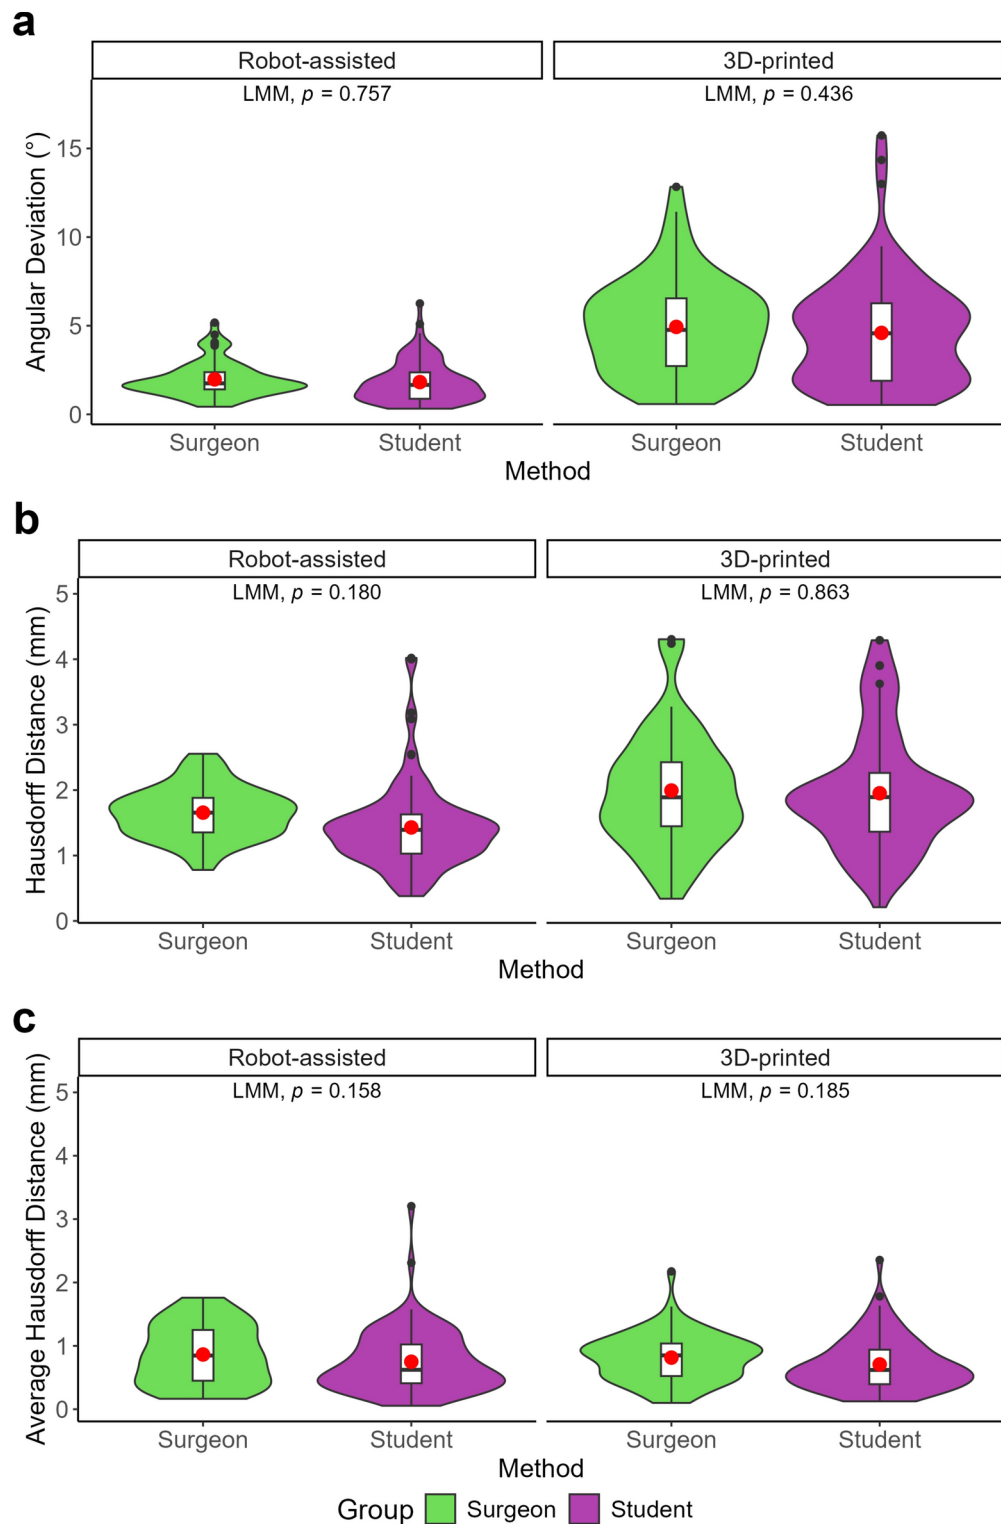 a
Robot-assisted 3D-printed
LMM, p = 0.757 LMM, p = 0.436
Angular Deviation (°)
15
10
5
0
Surgeon Student Surgeon Student
Method
b
Robot-assisted 3D-printed
LMM, p = 0.180 LMM, p = 0.863
Hausdorff Distance (mm)
5
4
3
2
1
0
Surgeon Student Surgeon Student
Method
c
Robot-assisted 3D-printed
LMM, p = 0.158 LMM, p = 0.185
Average Hausdorff Distance (mm)
5
4
3
2
1
0
Surgeon Student Surgeon Student
Method
Group Surgeon Student